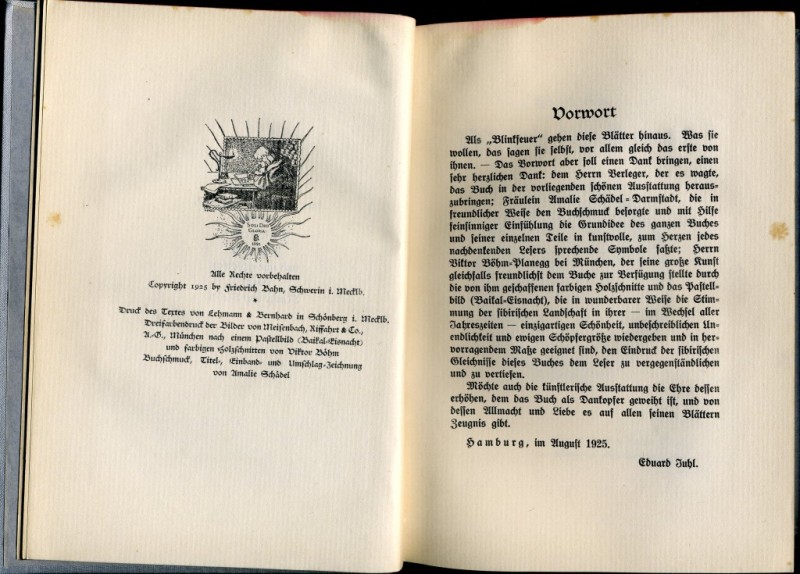 SOLI DEO
GLORIA
Alle Rechte vorbehalten
Copyright 1925 by Friedrich Bahn, Schwerin i. Mecklb.
*
Druck des Textes von Lehmann & Bernhard in Schönberg i. Mecklb.
Dreifarbendruck der Bilder von Meisenbach, Riffarth & Co.,
A.-G., München nach einem Pastellbild (Baikal-Eisnacht)
und farbigen Holzschnitten von Viktor Böhm
Buchschmuck, Titel-, Einband- und Umschlag-Zeichnung
von Amalie Schädel
Vorwort
Als „Blinkfeuer“ gehen diese Blätter hinaus. Was sie
wollen, das sagen sie selbst, vor allem gleich das erste von
ihnen. — Das Vorwort aber soll einen Dank bringen, einen
sehr herzlichen Dank: dem Herrn Verleger, der es wagte,
das Buch in der vorliegenden schönen Ausstattung heraus-
zubringen; Fräulein Amalie Schädel-Darmstadt, die in
freundlicher Weise den Buchschmuck besorgte und mit Hilfe
feinsinniger Einfühlung die Grundidee des ganzen Buches
und seiner einzelnen Teile in kunstvolle, zum Herzen jedes
nachdenkenden Lesers sprechende Symbole faßte; Herrn
Viktor Böhm-Planegg bei München, der seine große Kunst
gleichfalls freundlichst dem Buche zur Verfügung stellte durch
die von ihm geschaffenen farbigen Holzschnitte und das Pastell-
bild (Baikal-Eisnacht), die in wunderbarer Weise die Stim-
mung der sibirischen Landschaft in ihrer — im Wechsel aller
Jahreszeiten — einzigartigen Schönheit, unbeschreiblichen Un-
endlichkeit und ewigen Schöpfergröße wiedergeben und in her-
vorragendem Maße geeignet sind, den Eindruck der sibirischen
Gleichnisse dieses Buches dem Leser zu vergegenständlichen
und zu vertiefen.
Möchte auch die künstlerische Ausstattung die Ehre dessen
erhöhen, dem das Buch als Dankopfer geweiht ist, und von
dessen Allmacht und Liebe es auf allen seinen Blättern
Zeugnis gibt.
Hamburg, im August 1925.
Eduard Juhl.